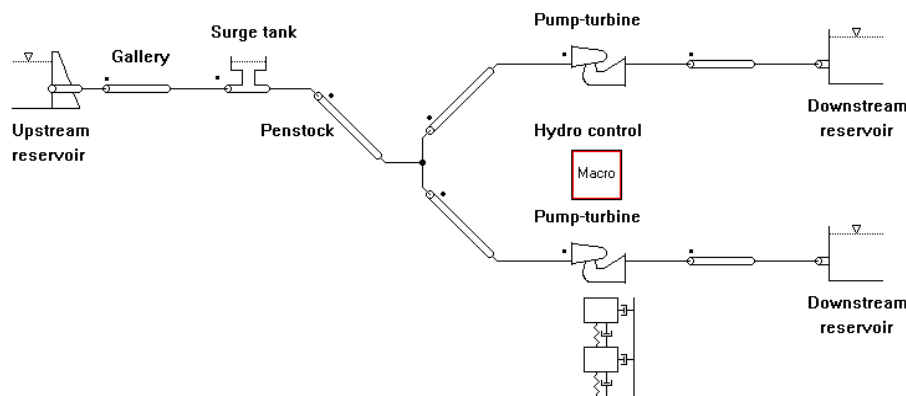 Pump-turbine
Surge tank
Gallery
Upstream
reservoir
Penstock
Downstream
reservoir
Hydro control
Macro
Pump-turbine
Downstream
reservoir